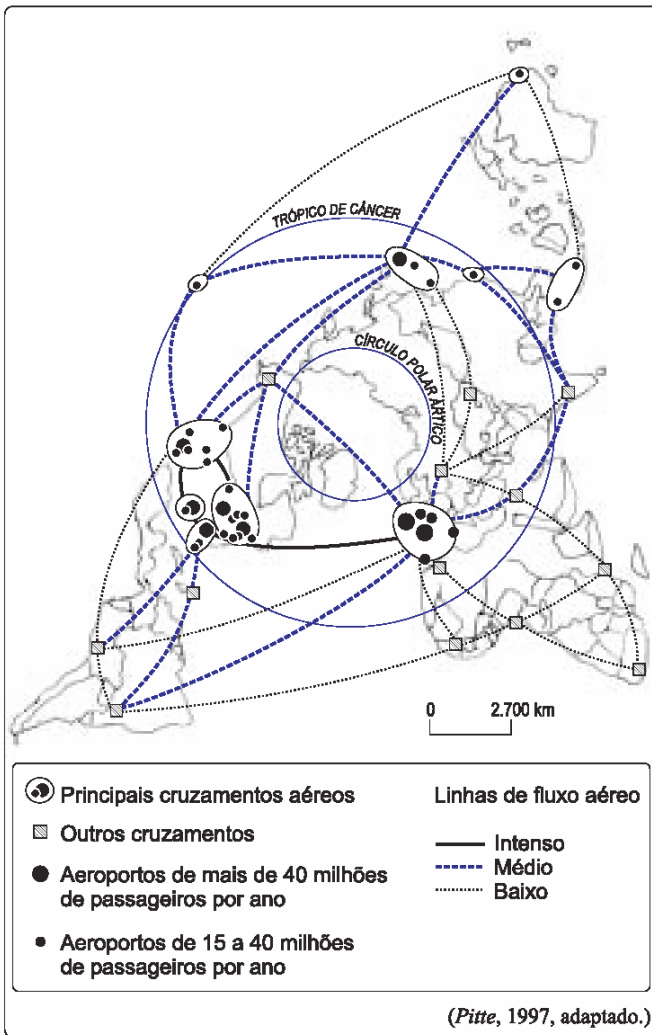 TRÓPICO DE CÂNCER
CÍRCULO POLAR ÁRTICO
0 2.700 km
Principais cruzamentos aéreos
Outros cruzamentos
Aeroportos de mais de 40 milhões
de passageiros por ano
Aeroportos de 15 a 40 milhões
de passageiros por ano
Linhas de fluxo aéreo
Intenso
Médio
Baixo
(Pitte, 1997, adaptado.)